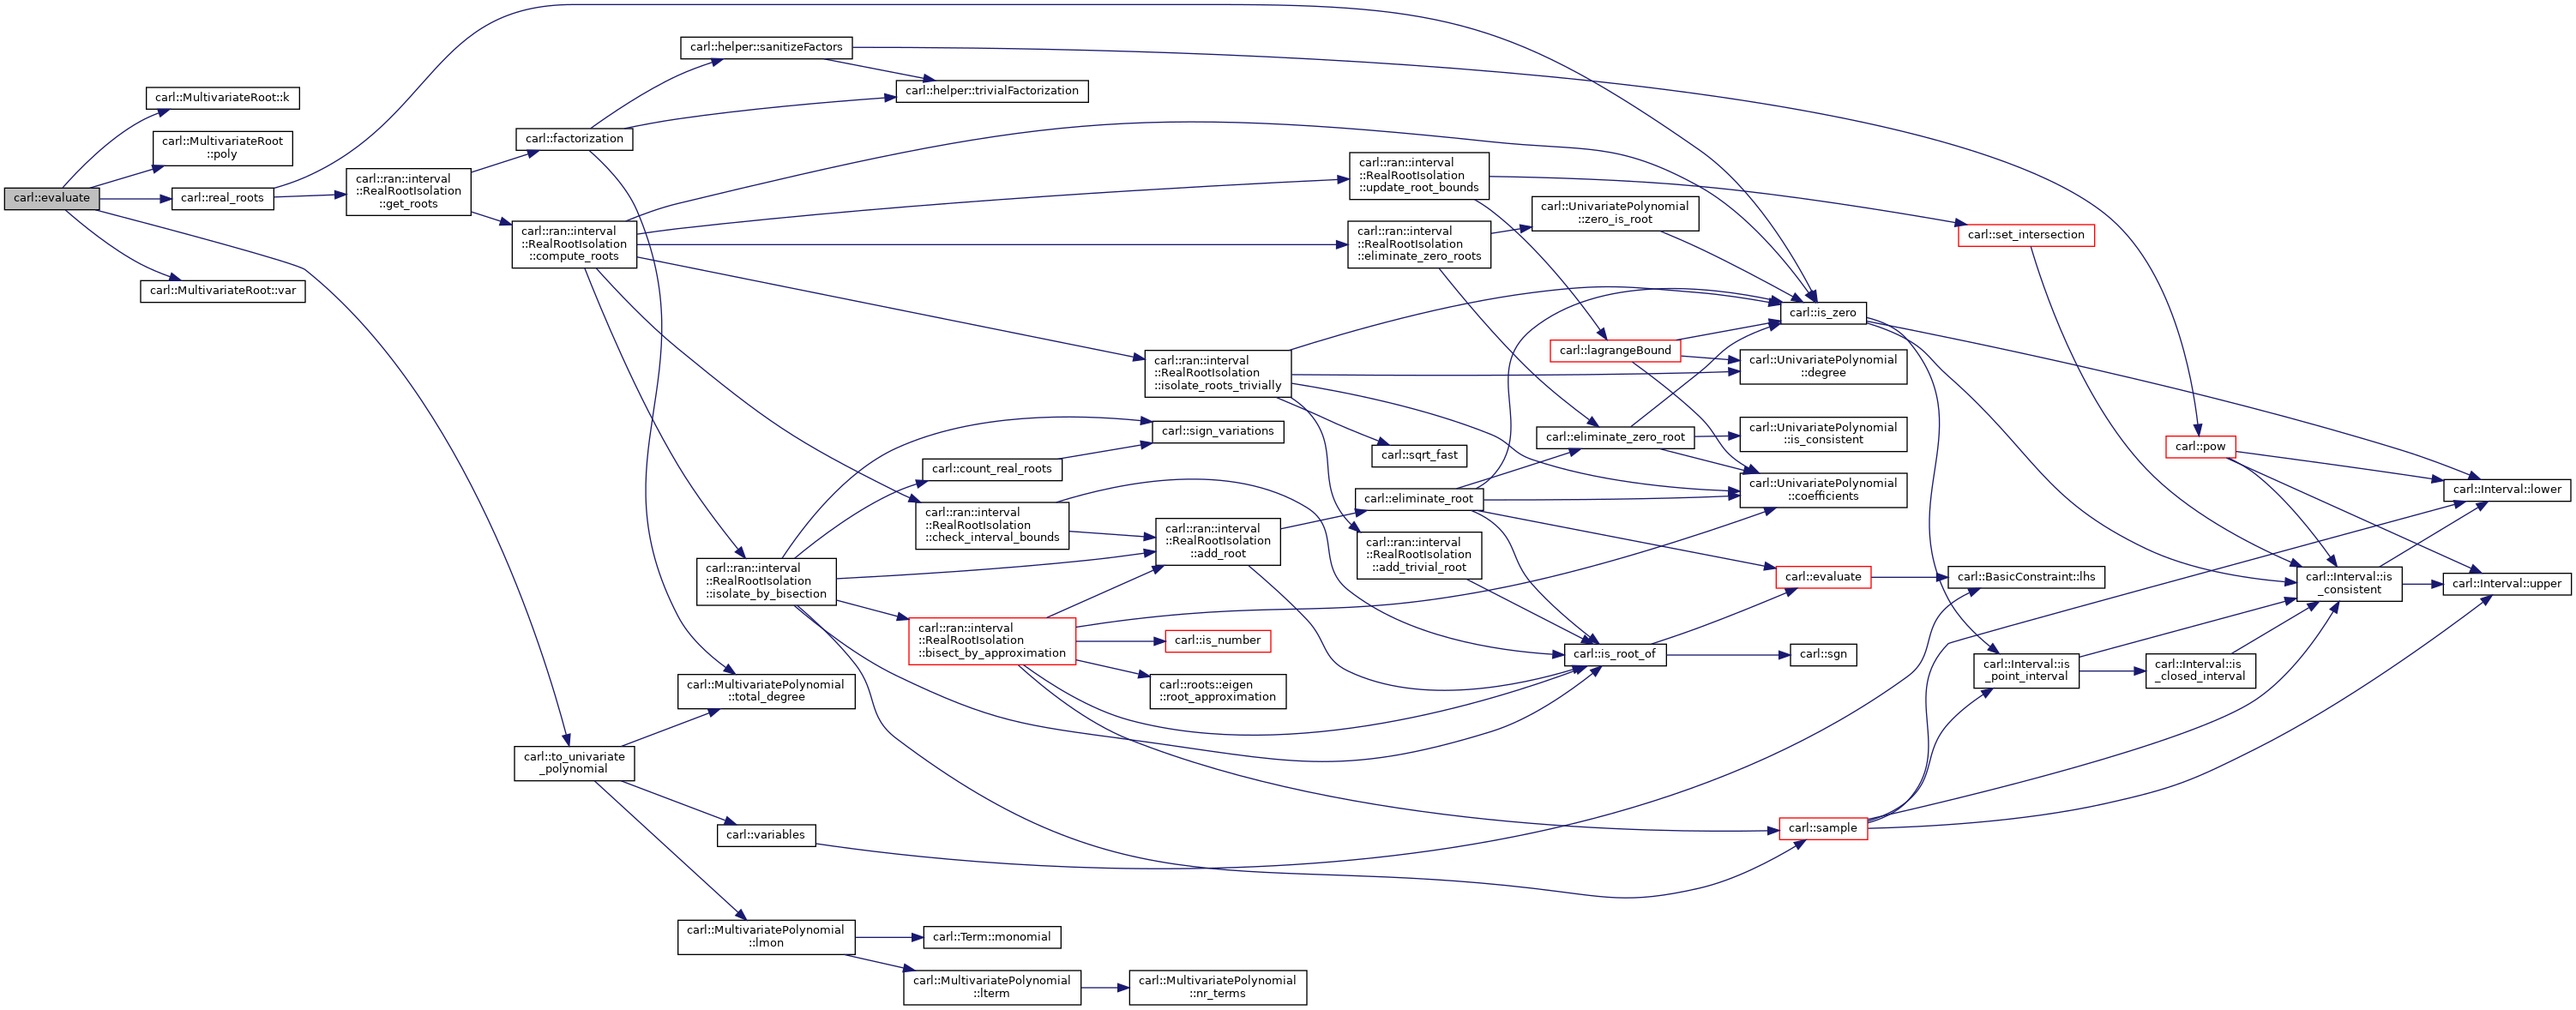 carl::evaluate
carl::MultivariateRoot::k
carl::MultivariateRoot
::poly
carl::real_roots
carl::MultivariateRoot::var
carl::ran::interval
::RealRootIsolation
::get_roots
carl::factorization
carl::ran::interval
::RealRootIsolation
::compute_roots
carl::to_univariate
_polynomial
carl::helper::sanitizeFactors
carl::helper::trivialFactorization
carl::ran::interval
::RealRootIsolation
::isolate_by_bisection
carl::MultivariatePolynomial
::total_degree
carl::variables
carl::MultivariatePolynomial
::lmon
carl::count_real_roots
carl::ran::interval
::RealRootIsolation
::check_interval_bounds
carl::ran::interval
::RealRootIsolation
::bisect_by_approximation
carl::Term::monomial
carl::MultivariatePolynomial
::lterm
carl::ran::interval
::RealRootIsolation
::isolate_roots_trivially
carl::sign_variations
carl::ran::interval
::RealRootIsolation
::add_root
carl::is_number
carl::roots::eigen
::root_approximation
carl::MultivariatePolynomial
::nr_terms
carl::ran::interval
::RealRootIsolation
::update_root_bounds
carl::ran::interval
::RealRootIsolation
::eliminate_zero_roots
carl::sqrt_fast
carl::eliminate_root
carl::ran::interval
::RealRootIsolation
::add_trivial_root
carl::UnivariatePolynomial
::zero_is_root
carl::lagrangeBound
carl::eliminate_zero_root
carl::is_root_of
carl::is_zero
carl::UnivariatePolynomial
::degree
carl::UnivariatePolynomial
::is_consistent
carl::UnivariatePolynomial
::coefficients
carl::evaluate
carl::sgn
carl::sample
carl::set_intersection
carl::BasicConstraint::lhs
carl::Interval::is
_point_interval
carl::pow
carl::Interval::is
_closed_interval
carl::Interval::is
_consistent
carl::Interval::lower
carl::Interval::upper